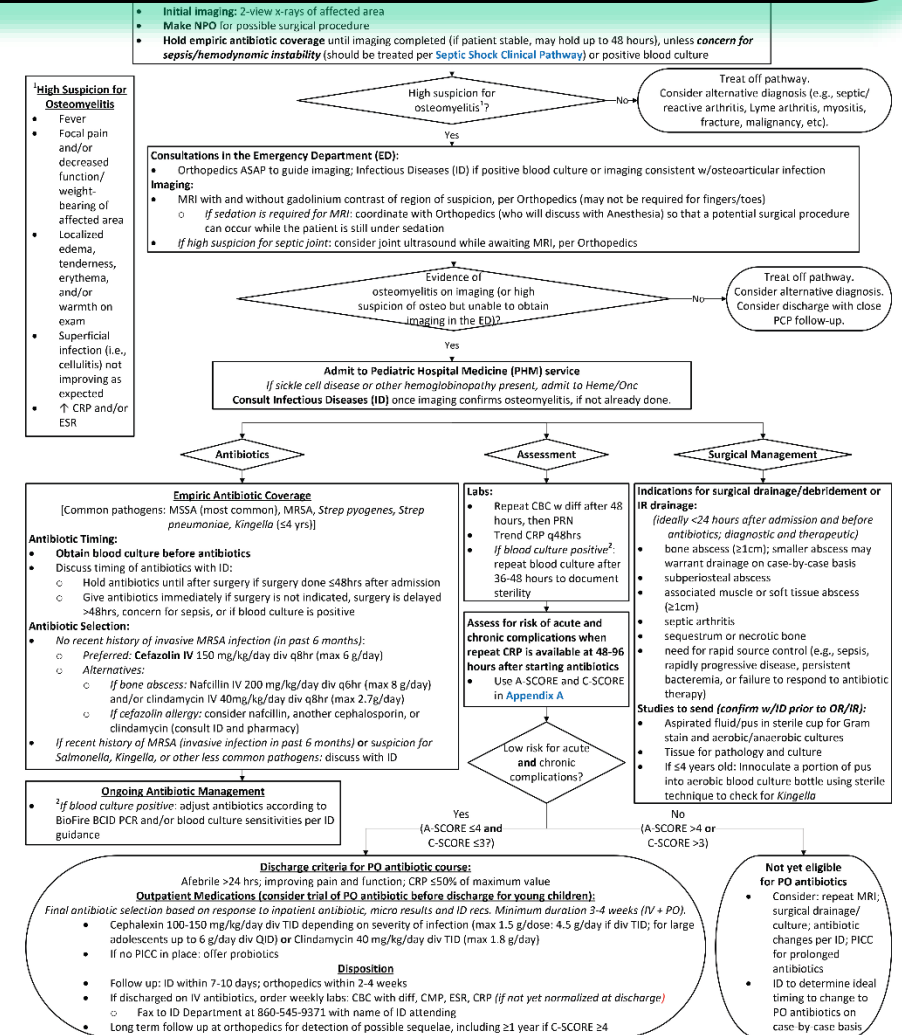 • Initial imaging: 2-view x-rays of affected area
• Make NPO for possible surgical procedure
• Hold empiric antibiotic coverage until imaging completed (if patient stable, may hold up to 48 hours), unless concern for
sepsis/hemodynamic instability (should be treated per Septic Shock Clinical Pathway) or positive blood culture
¹High Suspicion for
Osteomyelitis
• Fever
• Focal pain
and/or
decreased
function/
weight-
bearing of
affected area
• Localized
edema,
tenderness,
erythema,
and/or
warmth on
exam
• Superficial
infection (i.e.,
cellulitis) not
improving as
expected
• ↑ CRP and/or
ESR
High suspicion for
osteomyelitis¹?
No
Treat off pathway.
Consider alternative diagnosis (e.g., septic/
reactive arthritis, Lyme arthritis, myositis,
fracture, malignancy, etc).
Yes
Consultations in the Emergency Department (ED):
• Orthopedics ASAP to guide imaging; Infectious Diseases (ID) if positive blood culture or imaging consistent w/osteoarticular infection
Imaging:
• MRI with and without gadolinium contrast of region of suspicion, per Orthopedics (may not be required for fingers/toes)
○ If sedation is required for MRI: coordinate with Orthopedics (who will discuss with Anesthesia) so that a potential surgical procedure
can occur while the patient is still under sedation
• If high suspicion for septic joint: consider joint ultrasound while awaiting MRI, per Orthopedics
Evidence of
osteomyelitis on imaging (or high
suspicion of osteo but unable to obtain
imaging in the ED)?
No
Treat off pathway.
Consider alternative diagnosis.
Consider discharge with close
PCP follow-up.
Yes
Admit to Pediatric Hospital Medicine (PHM) service
If sickle cell disease or other hemoglobinopathy present, admit to Heme/Onc
Consult Infectious Diseases (ID) once imaging confirms osteomyelitis, if not already done.
Antibiotics
Assessment
Surgical Management
Empiric Antibiotic Coverage
[Common pathogens: MSSA (most common), MRSA, Strep pyogenes, Strep
pneumoniae, Kingella (≤4 yrs)]
Antibiotic Timing:
• Obtain blood culture before antibiotics
• Discuss timing of antibiotics with ID:
○ Hold antibiotics until after surgery if surgery done ≤48hrs after admission
○ Give antibiotics immediately if surgery is not indicated, surgery is delayed
>48hrs, concern for sepsis, or if blood culture is positive
Antibiotic Selection:
• No recent history of invasive MRSA infection (in past 6 months):
○ Preferred: Cefazolin IV 150 mg/kg/day div q8hr (max 6 g/day)
○ Alternatives:
○ If bone abscess: Nafcillin IV 200 mg/kg/day div q6hr (max 8 g/day)
and/or clindamycin IV 40mg/kg/day div q8hr (max 2.7g/day)
○ If cefazolin allergy: consider nafcillin, another cephalosporin, or
clindamycin (consult ID and pharmacy)
• If recent history of MRSA (invasive infection in past 6 months) or suspicion for
Salmonella, Kingella, or other less common pathogens: discuss with ID
Ongoing Antibiotic Management
• ²If blood culture positive: adjust antibiotics according to
BioFire BCID PCR and/or blood culture sensitivities per ID
guidance
Labs:
• Repeat CBC w diff after 48
hours, then PRN
• Trend CRP q48hrs
• If blood culture positive²:
repeat blood culture after
36-48 hours to document
sterility
Assess for risk of acute and
chronic complications when
repeat CRP is available at 48-96
hours after starting antibiotics
• Use A-SCORE and C-SCORE
in Appendix A
Low risk for acute
and chronic
complications?
Indications for surgical drainage/debridement or
IR drainage:
(ideally <24 hours after admission and before
antibiotics; diagnostic and therapeutic)
• bone abscess (≥1cm); smaller abscess may
warrant drainage on case-by-case basis
• subperiosteal abscess
• associated muscle or soft tissue abscess
(≥1cm)
• septic arthritis
• sequestrum or necrotic bone
• need for rapid source control (e.g., sepsis,
rapidly progressive disease, persistent
bacteremia, or failure to respond to antibiotic
therapy)
Studies to send (confirm w/ID prior to OR/IR):
• Aspirated fluid/pus in sterile cup for Gram
stain and aerobic/anaerobic cultures
• Tissue for pathology and culture
• If ≤4 years old: Innoculate a portion of pus
into aerobic blood culture bottle using sterile
technique to check for Kingella
Yes
(A-SCORE ≤4 and
C-SCORE ≤3?)
No
(A-SCORE >4 or
C-SCORE >3)
Discharge criteria for PO antibiotic course:
Afebrile >24 hrs; improving pain and function; CRP ≤50% of maximum value
Outpatient Medications (consider trial of PO antibiotic before discharge for young children):
Final antibiotic selection based on response to inpatient antibiotic, micro results and ID recs. Minimum duration 3-4 weeks (IV + PO).
• Cephalexin 100-150 mg/kg/day div TID depending on severity of infection (max 1.5 g/dose: 4.5 g/day if div TID; for large
adolescents up to 6 g/day div QID) or Clindamycin 40 mg/kg/day div TID (max 1.8 g/day)
• If no PICC in place: offer probiotics
Disposition
• Follow up: ID within 7-10 days; orthopedics within 2-4 weeks
• If discharged on IV antibiotics, order weekly labs: CBC with diff, CMP, ESR, CRP (if not yet normalized at discharge)
○ Fax to ID Department at 860-545-9371 with name of ID attending
• Long term follow up at orthopedics for detection of possible sequelae, including ≥1 year if C-SCORE ≥4
Not yet eligible
for PO antibiotics
• Consider: repeat MRI;
surgical drainage/
culture; antibiotic
changes per ID; PICC
for prolonged
antibiotics
• ID to determine ideal
timing to change to
PO antibiotics on
case-by-case basis